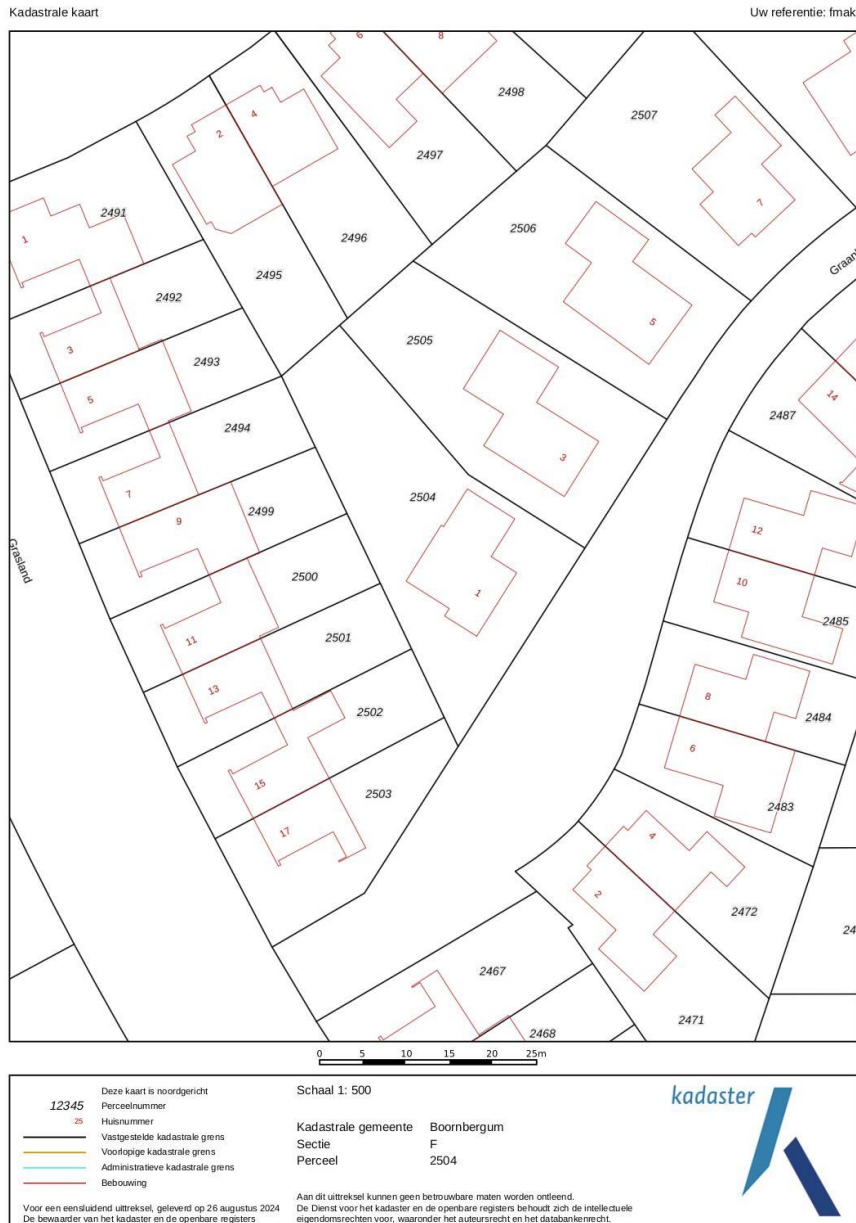 Kadastrale kaart
Uw referentie: fmak
6
8
2498
2507
4
2
2497
7
2491
1
2496
2506
Graan
2495
2492
5
3
2505
2493
14
5
2487
2494
3
7
2504
9
2499
12
Grasland
2500
10
1
11
2485
2501
13
8
2502
2484
6
15
2503
2483
17
4
2
2472
24
2467
2471
2468
0 5 10 15 20 25m
Deze kaart is noordgericht
12345 Perceelnummer
25 Huisnummer
Vastgestelde kadastrale grens
Voorlopige kadastrale grens
Administratieve kadastrale grens
Bebouwing
Voor een eensluidend uittreksel, geleverd op 26 augustus 2024
De bewaarder van het kadaster en de openbare registers
Schaal 1: 500
Kadastrale gemeente Boornbergum
Sectie F
Perceel 2504
Aan dit uittreksel kunnen geen betrouwbare maten worden ontleend.
De Dienst voor het kadaster en de openbare registers behoudt zich de intellectuele
eigendomsrechten voor, waaronder het auteursrecht en het databankenrecht.
kadaster